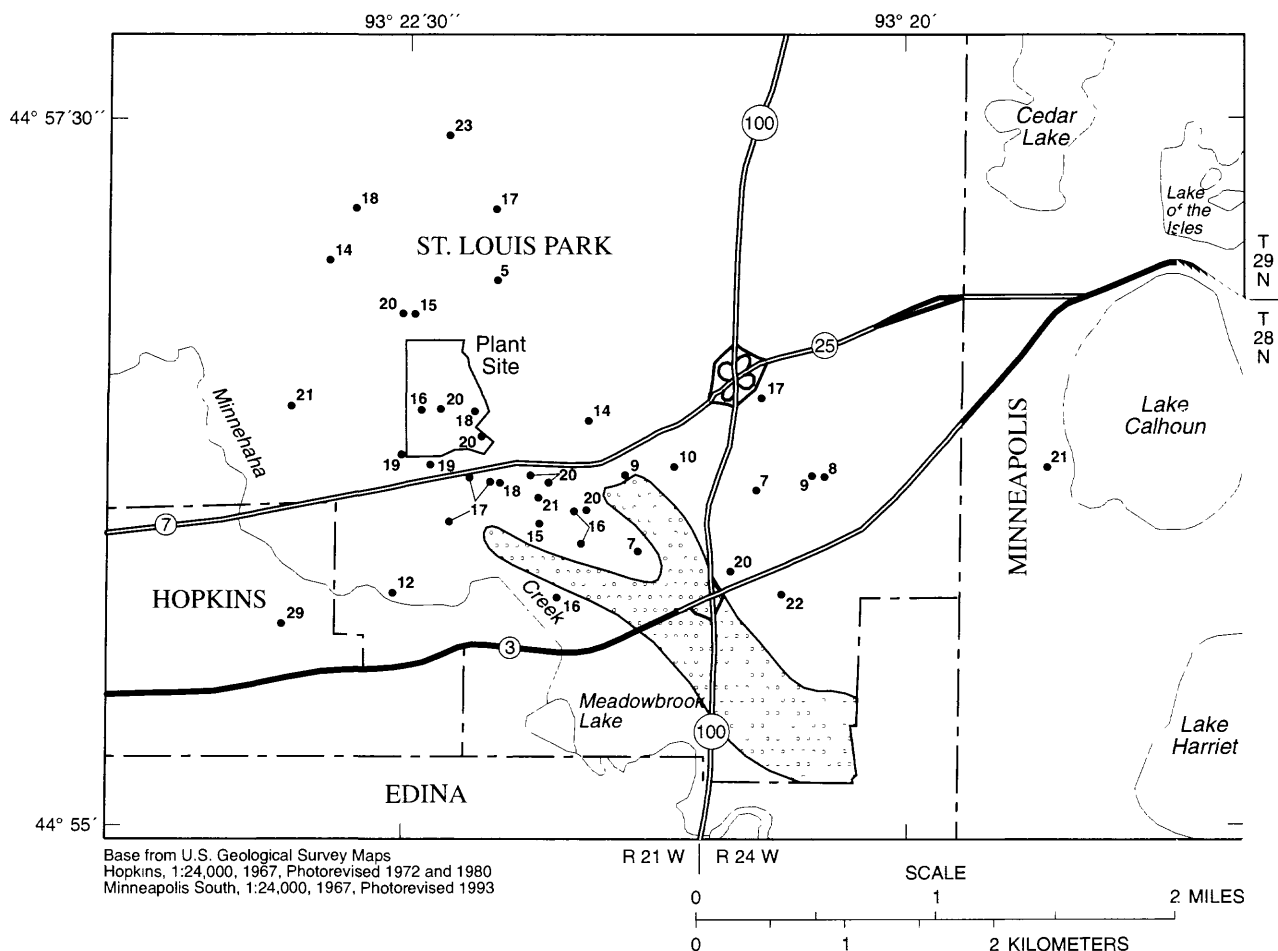 93° 22´30´´
93° 20´
44° 57´30´´
23
100
Cedar
Lake
18
17
Lake
of the
Isles
14
ST. LOUIS PARK
T
29
N
5
20
15
T
28
N
Plant
Site
25
21
Minnehaha
16
20
18
20
14
17
Lake
Calhoun
MINNEAPOLIS
19
19
20
9
10
8
9
7
21
18
17
21
20
16
15
7
7
20
HOPKINS
12
Creek
16
22
29
3
Meadowbrook
Lake
100
Lake
Harriet
EDINA
44° 55´
Base from U.S. Geological Survey Maps
Hopkins, 1:24,000, 1967, Photorevised 1972 and 1980
Minneapolis South, 1:24,000, 1967, Photorevised 1993
R 21 W
R 24 W
SCALE
0
1
2 MILES
0
1
2 KILOMETERS